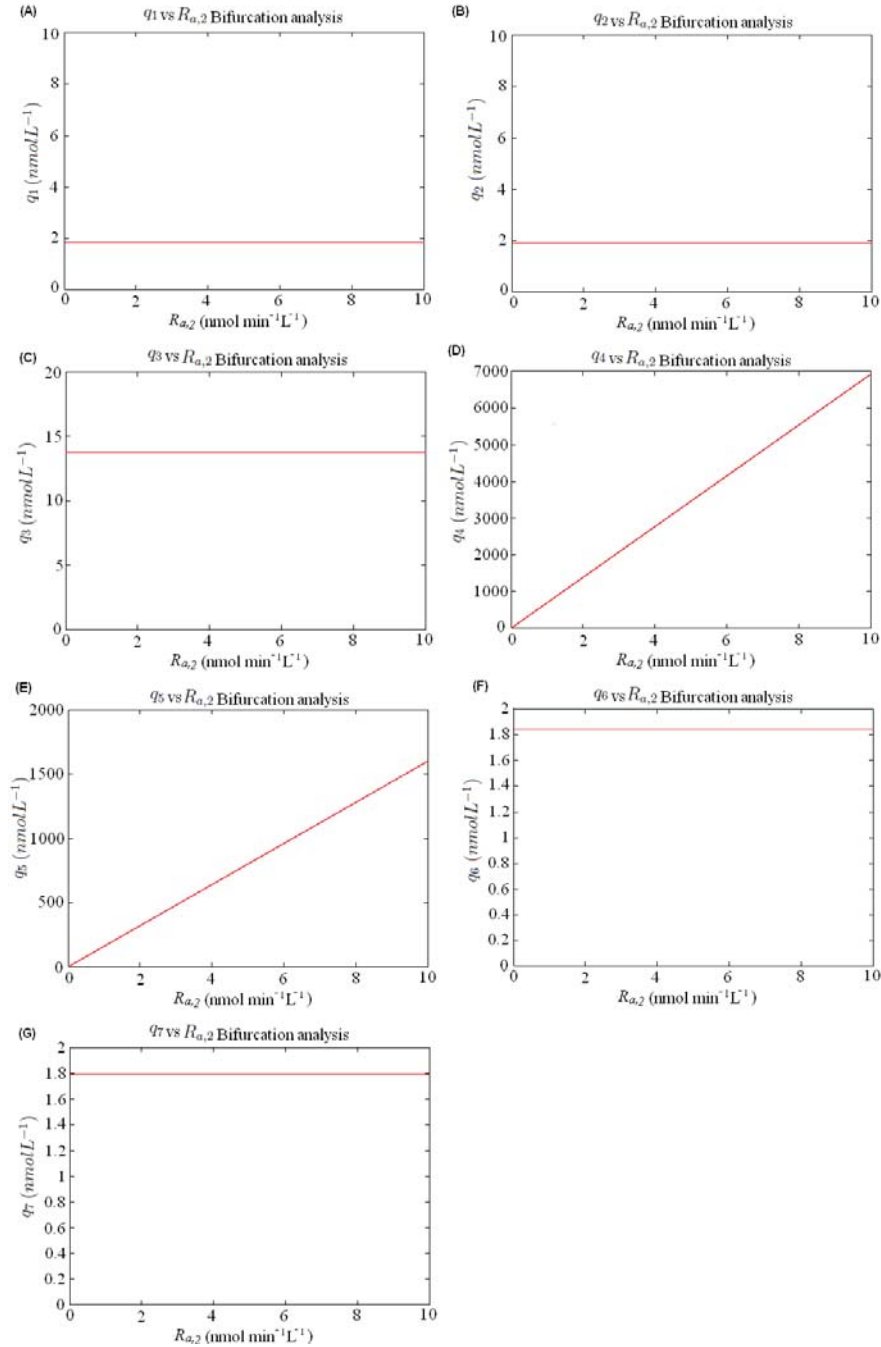 (A)
q1 vs Ra,2 Bifurcation analysis
10
8
6
4
2
0
q1 (nmolL−1)
0 2 4 6 8 10
Ra,2 (nmol min-1L-1)
(B)
q2 vs Ra,2 Bifurcation analysis
10
8
6
4
2
0
q2 (nmolL−1)
0 2 4 6 8 10
Ra,2 (nmol min-1L-1)
(C)
q3 vs Ra,2 Bifurcation analysis
20
15
10
5
0
q3 (nmolL−1)
0 2 4 6 8 10
Ra,2 (nmol min-1L-1)
(D)
q4 vs Ra,2 Bifurcation analysis
7000
6000
5000
4000
3000
2000
1000
0
q4 (nmolL−1)
0 2 4 6 8 10
Ra,2 (nmol min-1L-1)
(E)
q5 vs Ra,2 Bifurcation analysis
2000
1500
1000
500
0
q5 (nmolL−1)
0 2 4 6 8 10
Ra,2 (nmol min-1L-1)
(F)
q6 vs Ra,2 Bifurcation analysis
2
1.8
1.6
1.4
1.2
1
0.8
0.6
0.4
0.2
0
q6 (nmolL−1)
0 2 4 6 8 10
Ra,2 (nmol min-1L-1)
(G)
q7 vs Ra,2 Bifurcation analysis
2
1.8
1.6
1.4
1.2
1
0.8
0.6
0.4
0.2
0
q7 (nmolL−1)
0 2 4 6 8 10
Ra,2 (nmol min-1L-1)